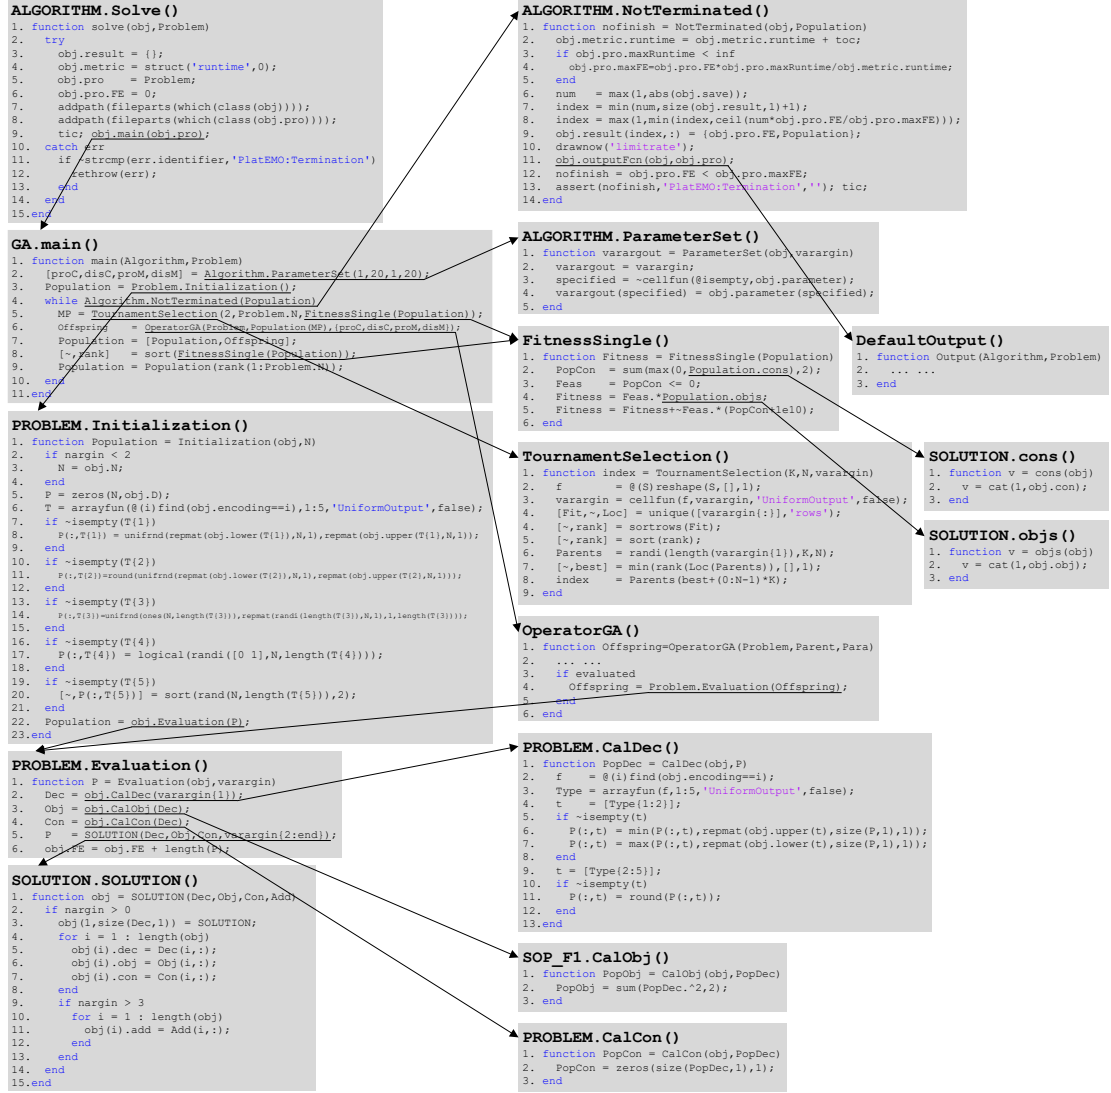 ALGORITHM.Solve()
1. function solve(obj,Problem)
2. try
3. obj.result = {};
4. obj.metric = struct('runtime',0);
5. obj.pro = Problem;
6. obj.pro.FE = 0;
7. addpath(fileparts(which(class(obj))));
8. addpath(fileparts(which(class(obj.pro))));
9. tic; obj.main(obj.pro);
10. catch err
11. if ~strcmp(err.identifier,'PlatEMO:Termination')
12. rethrow(err);
13. end
14. end
15.end
GA.main()
1. function main(Algorithm,Problem)
2. [proC,disC,proM,disM] = Algorithm.ParameterSet(1,20,1,20);
3. Population = Problem.Initialization();
4. while Algorithm.NotTerminated(Population)
5. MP = TournamentSelection(2,Problem.N,FitnessSingle(Population));
6. Offspring = OperatorGA(Problem,Population(MP),{proC,disC,proM,disM});
7. Population = [Population,Offspring];
8. [~,rank] = sort(FitnessSingle(Population));
9. Population = Population(rank(1:Problem.N));
10. end
11.end
PROBLEM.Initialization()
1. function Population = Initialization(obj,N)
2. if nargin < 2
3. N = obj.N;
4. end
5. P = zeros(N,obj.D);
6. T = arrayfun(@(i)find(obj.encoding==i),1:5,'UniformOutput',false);
7. if ~isempty(T{1})
8. P(:,T{1}) = unifrnd(repmat(obj.lower(T{1}),N,1),repmat(obj.upper(T{1},N,1));
9. end
10. if ~isempty(T{2})
11. P(:,T{2})=round(unifrnd(repmat(obj.lower(T{2}),N,1),repmat(obj.upper(T{2},N,1)));
12. end
13. if ~isempty(T{3})
14. P(:,T{3})=unifrnd(ones(N,length(T{3})),repmat(randi(length(T{3}),N,1),1,length(T{3})));
15. end
16. if ~isempty(T{4})
17. P(:,T{4}) = logical(randi([0 1],N,length(T{4})));
18. end
19. if ~isempty(T{5})
20. [~,P(:,T{5})] = sort(rand(N,length(T{5})),2);
21. end
22. Population = obj.Evaluation(P);
23.end
PROBLEM.Evaluation()
1. function P = Evaluation(obj,varargin)
2. Dec = obj.CalDec(varargin{1});
3. Obj = obj.CalObj(Dec);
4. Con = obj.CalCon(Dec);
5. P = SOLUTION(Dec,Obj,Con,varargin{2:end});
6. obj.FE = obj.FE + length(P);
SOLUTION.SOLUTION()
1. function obj = SOLUTION(Dec,Obj,Con,Add)
2. if nargin > 0
3. obj(1,size(Dec,1)) = SOLUTION;
4. for i = 1 : length(obj)
5. obj(i).dec = Dec(i,:);
6. obj(i).obj = Obj(i,:);
7. obj(i).con = Con(i,:);
8. end
9. if nargin > 3
10. for i = 1 : length(obj)
11. obj(i).add = Add(i,:);
12. end
13. end
14. end
15.end
ALGORITHM.NotTerminated()
1. function nofinish = NotTerminated(obj,Population)
2. obj.metric.runtime = obj.metric.runtime + toc;
3. if obj.pro.maxRuntime < inf
4. obj.pro.maxFE=obj.pro.FE*obj.pro.maxRuntime/obj.metric.runtime;
5. end
6. num = max(1,abs(obj.save));
7. index = min(num,size(obj.result,1)+1);
8. index = max(1,min(index,ceil(num*obj.pro.FE/obj.pro.maxFE)));
9. obj.result(index,:) = {obj.pro.FE,Population};
10. drawnow('limitrate');
11. obj.outputFcn(obj,obj.pro);
12. nofinish = obj.pro.FE < obj.pro.maxFE;
13. assert(nofinish,'PlatEMO:Termination',''); tic;
14.end
ALGORITHM.ParameterSet()
1. function varargout = ParameterSet(obj,varargin)
2. varargout = varargin;
3. specified = ~cellfun(@isempty,obj.parameter);
4. varargout(specified) = obj.parameter(specified);
5. end
FitnessSingle()
1. function Fitness = FitnessSingle(Population)
2. PopCon = sum(max(0,Population.cons),2);
3. Feas = PopCon <= 0;
4. Fitness = Feas.*Population.objs;
5. Fitness = Fitness+~Feas.*(PopCon+1e10);
6. end
DefaultOutput()
1. function Output(Algorithm,Problem)
2. ... ...
3. end
TournamentSelection()
1. function index = TournamentSelection(K,N,varargin)
2. f = @(S)reshape(S,[],1);
3. varargin = cellfun(f,varargin,'UniformOutput',false);
4. [Fit,~,Loc] = unique([varargin{:}],'rows');
4. [~,rank] = sortrows(Fit);
5. [~,rank] = sort(rank);
6. Parents = randi(length(varargin{1}),K,N);
7. [~,best] = min(rank(Loc(Parents)),[],1);
8. index = Parents(best+(0:N-1)*K);
9. end
SOLUTION.cons()
1. function v = cons(obj)
2. v = cat(1,obj.con);
3. end
SOLUTION.objs()
1. function v = objs(obj)
2. v = cat(1,obj.obj);
3. end
OperatorGA()
1. function Offspring=OperatorGA(Problem,Parent,Para)
2. ... ...
3. if evaluated
4. Offspring = Problem.Evaluation(Offspring);
5. end
6. end
PROBLEM.CalDec()
1. function PopDec = CalDec(obj,P)
2. f = @(i)find(obj.encoding==i);
3. Type = arrayfun(f,1:5,'UniformOutput',false);
4. t = [Type{1:2}];
5. if ~isempty(t)
6. P(:,t) = min(P(:,t),repmat(obj.upper(t),size(P,1),1));
7. P(:,t) = max(P(:,t),repmat(obj.lower(t),size(P,1),1));
8. end
9. t = [Type{2:5}];
10. if ~isempty(t)
11. P(:,t) = round(P(:,t));
12. end
13.end
SOP_F1.CalObj()
1. function PopObj = CalObj(obj,PopDec)
2. PopObj = sum(PopDec.^2,2);
3. end
PROBLEM.CalCon()
1. function PopCon = CalCon(obj,PopDec)
2. PopCon = zeros(size(PopDec,1),1);
3. end